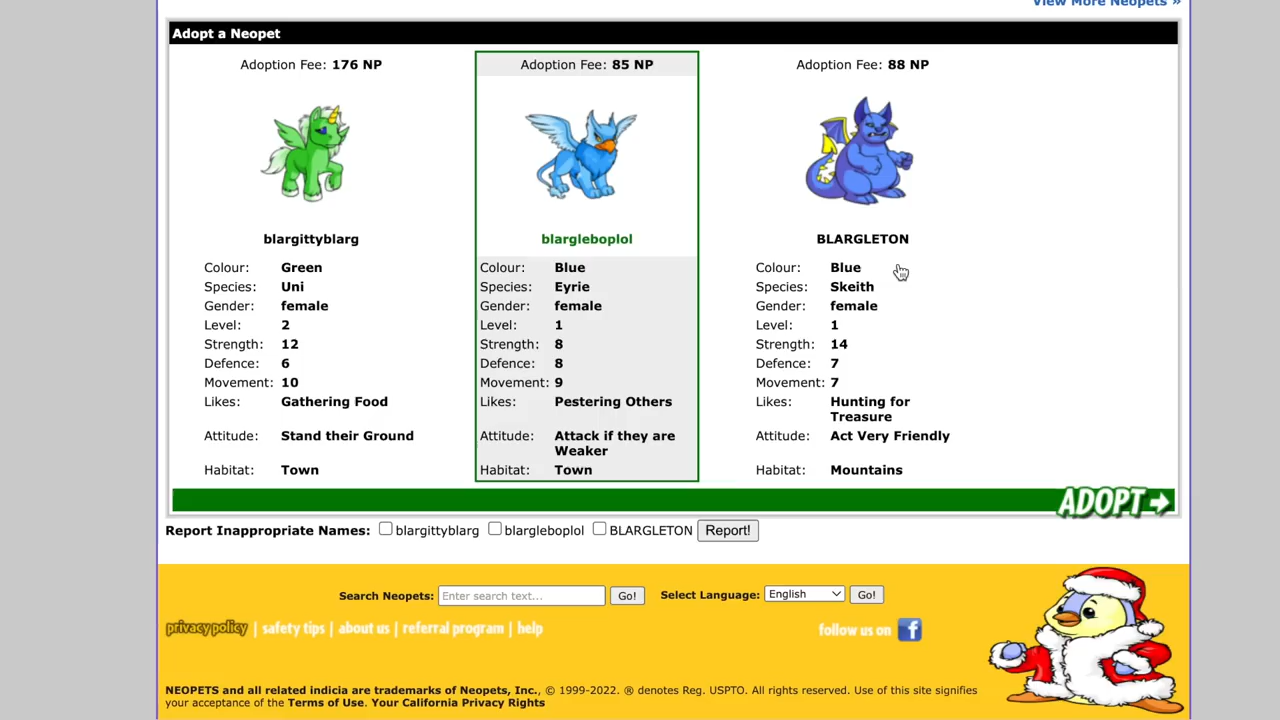 View More Neopets »
Adopt a Neopet
Adoption Fee: 176 NP
blargittyblarg
Colour: Green
Species: Uni
Gender: female
Level: 2
Strength: 12
Defence: 6
Movement: 10
Likes: Gathering Food
Attitude: Stand their Ground
Habitat: Town
Adoption Fee: 85 NP
blargleboplol
Colour: Blue
Species: Eyrie
Gender: female
Level: 1
Strength: 8
Defence: 8
Movement: 9
Likes: Pestering Others
Attitude: Attack if they are
Weaker
Habitat: Town
Adoption Fee: 88 NP
BLARGLETON
Colour: Blue
Species: Skeith
Gender: female
Level: 1
Strength: 14
Defence: 7
Movement: 7
Likes: Hunting for
Treasure
Attitude: Act Very Friendly
Habitat: Mountains
ADOPT
Report Inappropriate Names: blargittyblarg blargleboplol BLARGLETON Report!
Search Neopets: Enter search text... Go! Select Language: English Go!
privacy policy | safety tips | about us | referral program | help
follow us on f
NEOPETS and all related indicia are trademarks of Neopets, Inc., © 1999-2022. ® denotes Reg. USPTO. All rights reserved. Use of this site signifies
your acceptance of the Terms of Use. Your California Privacy Rights